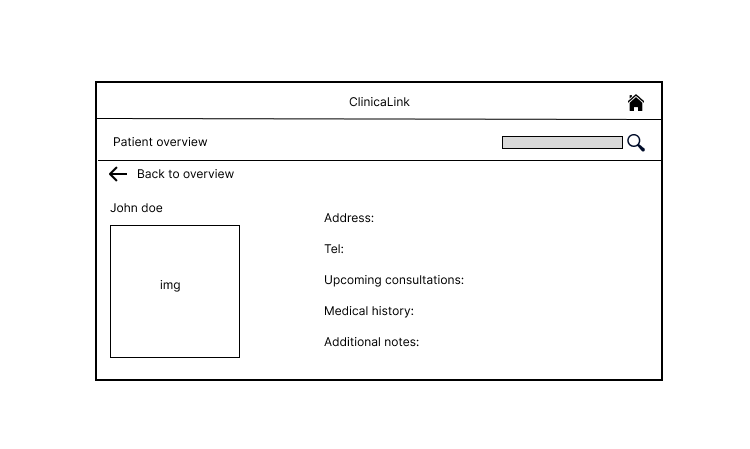 ClinicaLink
Patient overview
Back to overview
John doe
img
Address:
Tel:
Upcoming consultations:
Medical history:
Additional notes: